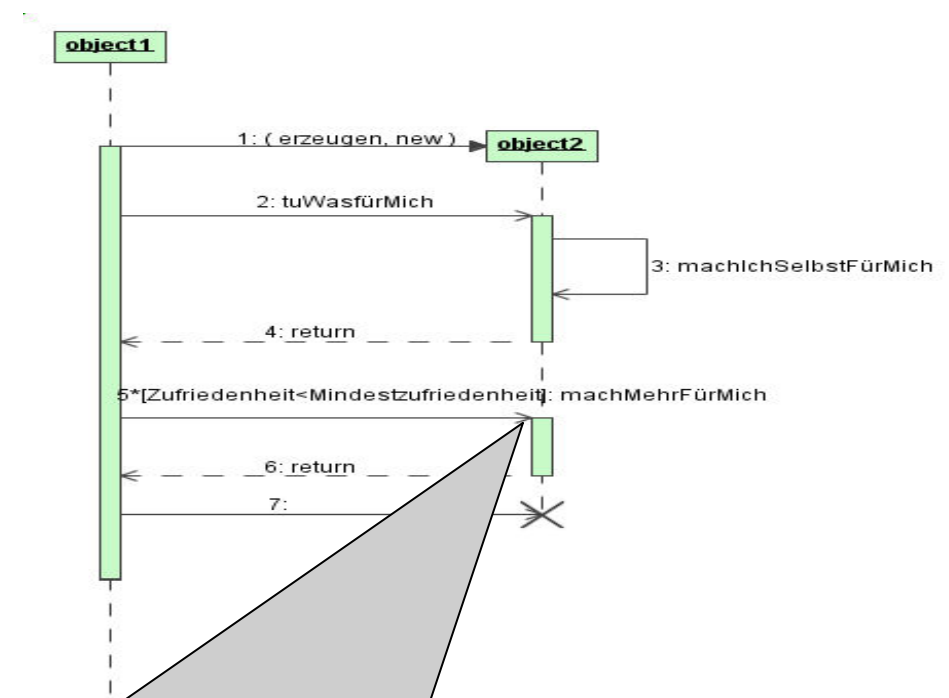 object1
1: ( erzeugen, new )
object2
2: tuWasfürMich
3: machIchSelbstFürMich
4: return
5*[Zufriedenheit<Mindestzufriedenheit]: machMehrFürMich
6: return
7: